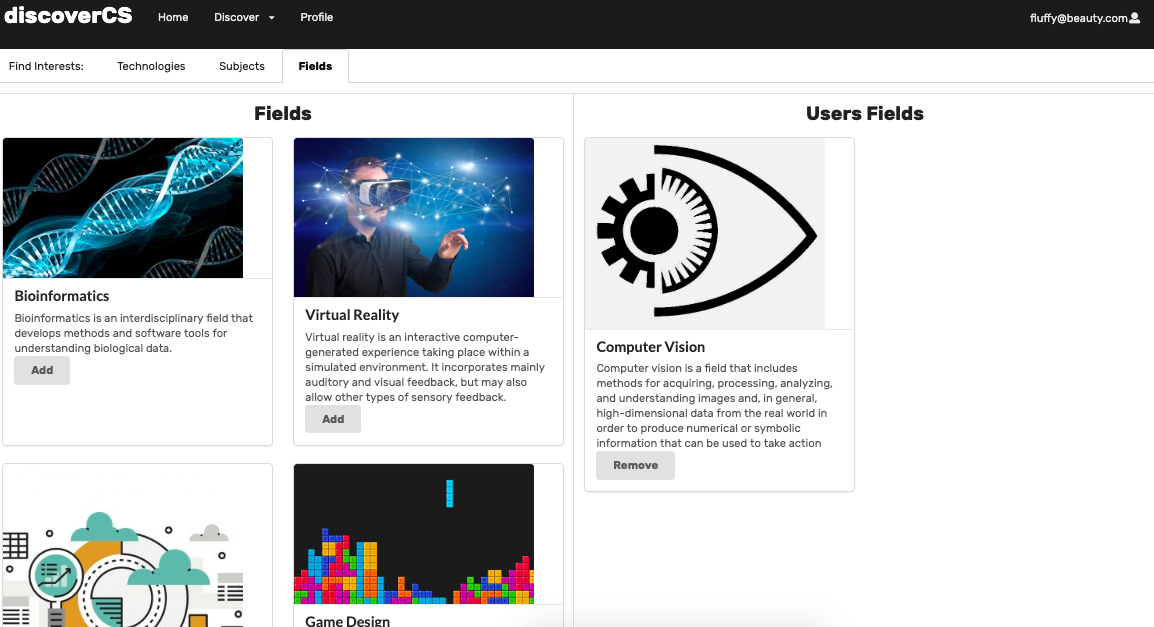 discoverCS Home Discover Profile fluffy@beauty.com
Find Interests: Technologies Subjects Fields
Fields
Bioinformatics
Bioinformatics is an interdisciplinary field that
develops methods and software tools for
understanding biological data.
Add
Virtual Reality
Virtual reality is an interactive computer-
generated experience taking place within a
simulated environment. It incorporates mainly
auditory and visual feedback, but may also
allow other types of sensory feedback.
Add
Game Design
Users Fields
Computer Vision
Computer vision is a field that includes
methods for acquiring, processing, analyzing,
and understanding images and, in general,
high-dimensional data from the real world in
order to produce numerical or symbolic
information that can be used to take action
Remove